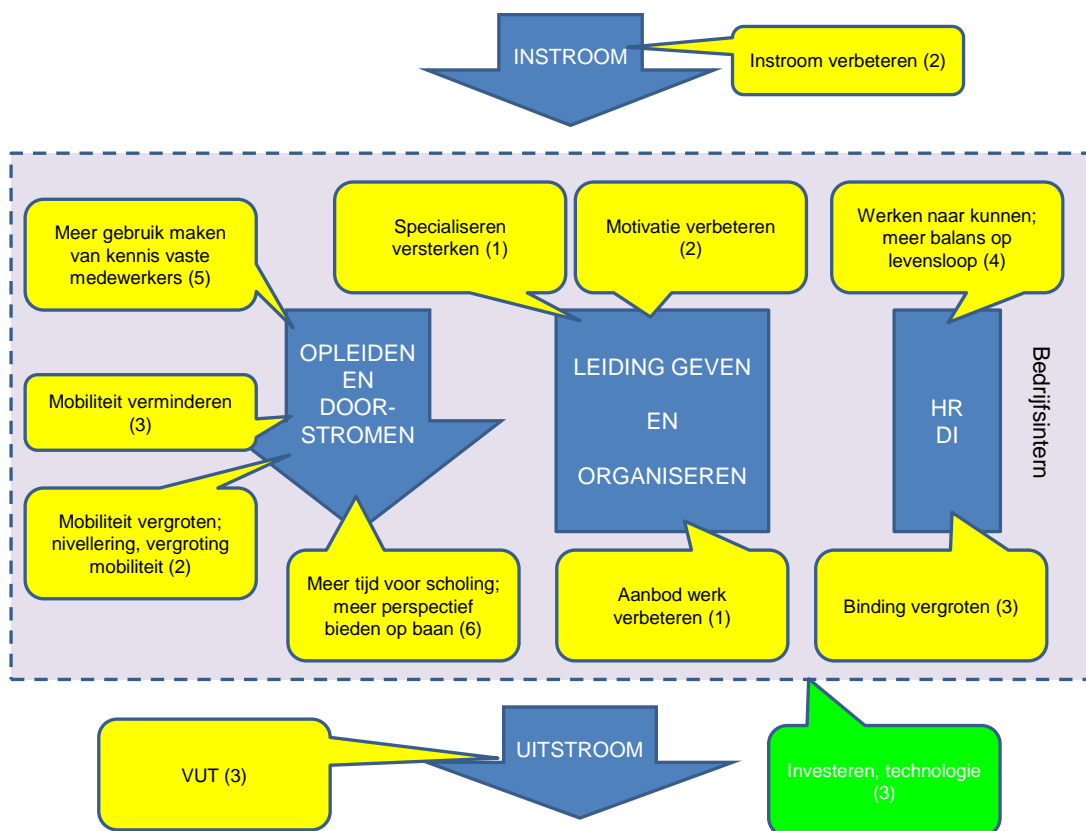 INSTROOM
Instroom verbeteren (2)
Meer gebruik maken
van kennis vaste
medewerkers (5)
Specialiseren
versterken (1)
Motivatie verbeteren
(2)
Werken naar kunnen;
meer balans op
levensloop (4)
OPLEIDEN
EN
DOOR-
STROMEN
LEIDING GEVEN
EN
ORGANISEREN
HR
DI
Bedrijfsintern
Mobiliteit verminderen
(3)
Mobiliteit vergroten;
nivellering, vergroting
mobiliteit (2)
Meer tijd voor scholing;
meer perspectief
bieden op baan (6)
Aanbod werk
verbeteren (1)
Binding vergroten (3)
UITSTROOM
VUT (3)
Investeren, technologie
(3)